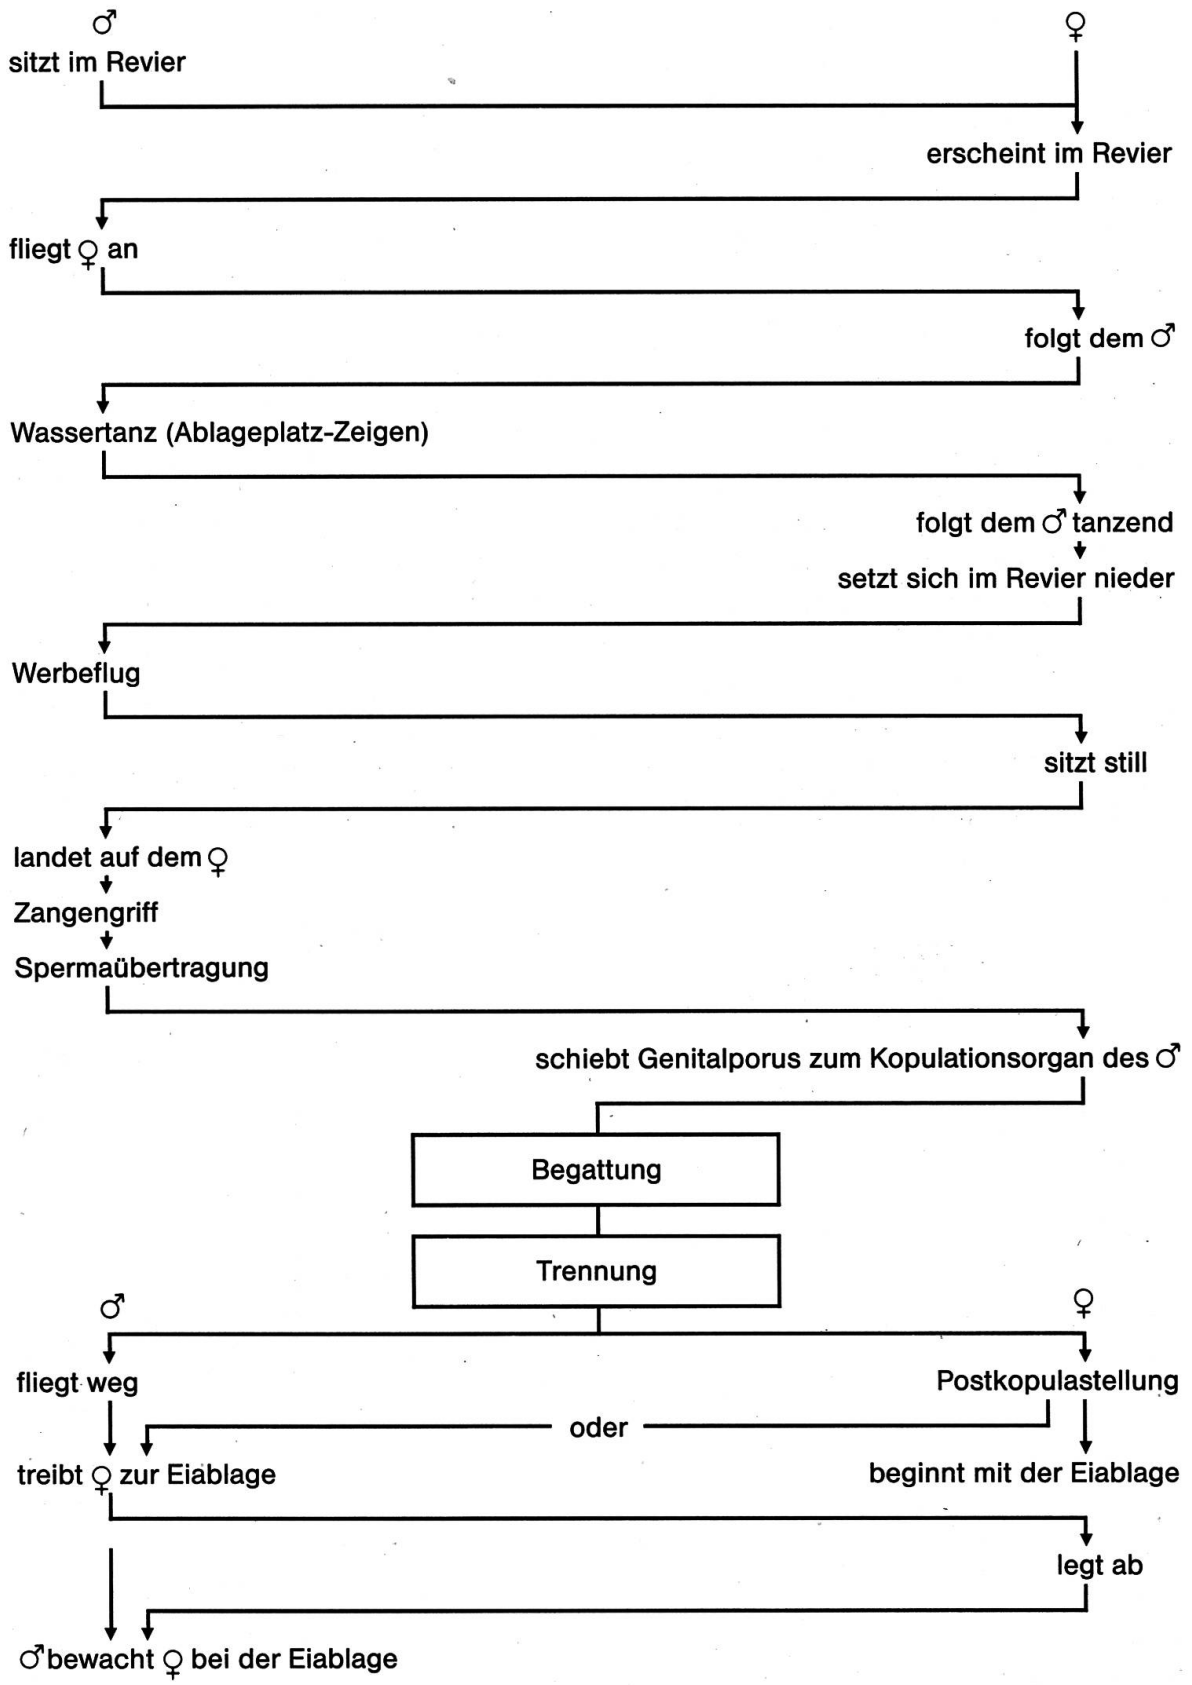 ♂ ♀
sitzt im Revier
erscheint im Revier
fliegt ♀ an
folgt dem ♂
Wassertanz (Ablageplatz-Zeigen)
folgt dem ♂ tanzend
setzt sich im Revier nieder
Werbeflug
sitzt still
landet auf dem ♀
Zangengriff
Spermaübertragung
schiebt Genitalporus zum Kopulationsorgan des ♂
Begattung
Trennung
♂ ♀
fliegt weg
Postkopulastellung
oder
treibt ♀ zur Eiablage
beginnt mit der Eiablage
legt ab
♂ bewacht ♀ bei der Eiablage